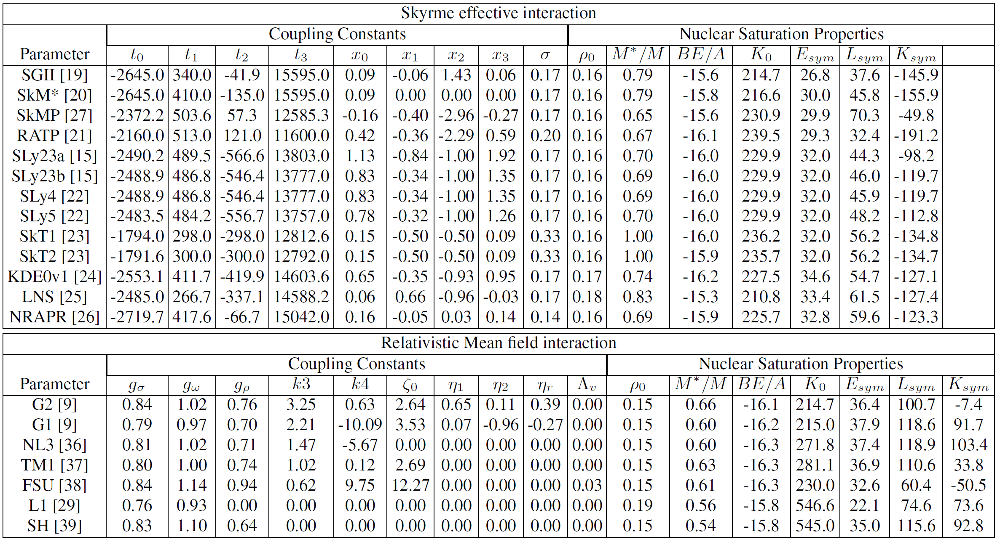 Skyrme effective interaction
Coupling Constants Nuclear Saturation Properties
Parameter t₀ t₁ t₂ t₃ x₀ x₁ x₂ x₃ σ ρ₀ M*/M BE/A K₀ E_sym L_sym K_sym
SGII [19] -2645.0 340.0 -41.9 15595.0 0.09 -0.06 1.43 0.06 0.17 0.16 0.79 -15.6 214.7 26.8 37.6 -145.9
SkM* [20] -2645.0 410.0 -135.0 15595.0 0.09 0.00 0.00 0.00 0.17 0.16 0.79 -15.8 216.6 30.0 45.8 -155.9
SkMP [27] -2372.2 503.6 57.3 12585.3 -0.16 -0.40 -2.96 -0.27 0.17 0.16 0.65 -15.6 230.9 29.9 70.3 -49.8
RATP [21] -2160.0 513.0 121.0 11600.0 0.42 -0.36 -2.29 0.59 0.20 0.16 0.67 -16.1 239.5 29.3 32.4 -191.2
SLy23a [15] -2490.2 489.5 -566.6 13803.0 1.13 -0.84 -1.00 1.92 0.17 0.16 0.70 -16.0 229.9 32.0 44.3 -98.2
SLy23b [15] -2488.9 486.8 -546.4 13777.0 0.83 -0.34 -1.00 1.35 0.17 0.16 0.69 -16.0 229.9 32.0 46.0 -119.7
SLy4 [22] -2488.9 486.8 -546.4 13777.0 0.83 -0.34 -1.00 1.35 0.17 0.16 0.69 -16.0 229.9 32.0 45.9 -119.7
SLy5 [22] -2483.5 484.2 -556.7 13757.0 0.78 -0.32 -1.00 1.26 0.17 0.16 0.70 -16.0 229.9 32.0 48.2 -112.8
SkT1 [23] -1794.0 298.0 -298.0 12812.6 0.15 -0.50 -0.50 0.09 0.33 0.16 1.00 -16.0 236.2 32.0 56.2 -134.8
SkT2 [23] -1791.6 300.0 -300.0 12792.0 0.15 -0.50 -0.50 0.09 0.33 0.16 1.00 -15.9 235.7 32.0 56.2 -134.7
KDE0v1 [24] -2553.1 411.7 -419.9 14603.6 0.65 -0.35 -0.93 0.95 0.17 0.17 0.74 -16.2 227.5 34.6 54.7 -127.1
LNS [25] -2485.0 266.7 -337.1 14588.2 0.06 0.66 -0.96 -0.03 0.17 0.18 0.83 -15.3 210.8 33.4 61.5 -127.4
NRAPR [26] -2719.7 417.6 -66.7 15042.0 0.16 -0.05 0.03 0.14 0.14 0.16 0.69 -15.9 225.7 32.8 59.6 -123.3
Relativistic Mean field interaction
Coupling Constants Nuclear Saturation Properties
Parameter g_σ g_ω g_ρ k3 k4 ζ₀ η₁ η₂ η_r Λ_v ρ₀ M*/M BE/A K₀ E_sym L_sym K_sym
G2 [9] 0.84 1.02 0.76 3.25 0.63 2.64 0.65 0.11 0.39 0.00 0.15 0.66 -16.1 214.7 36.4 100.7 -7.4
G1 [9] 0.79 0.97 0.70 2.21 -10.09 3.53 0.07 -0.96 -0.27 0.00 0.15 0.60 -16.2 215.0 37.9 118.6 91.7
NL3 [36] 0.81 1.02 0.71 1.47 -5.67 0.00 0.00 0.00 0.00 0.00 0.15 0.60 -16.3 271.8 37.4 118.9 103.4
TM1 [37] 0.80 1.00 0.74 1.02 0.12 2.69 0.00 0.00 0.00 0.00 0.15 0.63 -16.3 281.1 36.9 110.6 33.8
FSU [38] 0.84 1.14 0.94 0.62 9.75 12.27 0.00 0.00 0.00 0.03 0.15 0.61 -16.3 230.0 32.6 60.4 -50.5
L1 [29] 0.76 0.93 0.00 0.00 0.00 0.00 0.00 0.00 0.00 0.00 0.19 0.56 -15.8 546.6 22.1 74.6 73.6
SH [39] 0.83 1.10 0.64 0.00 0.00 0.00 0.00 0.00 0.00 0.00 0.15 0.54 -15.8 545.0 35.0 115.6 92.8